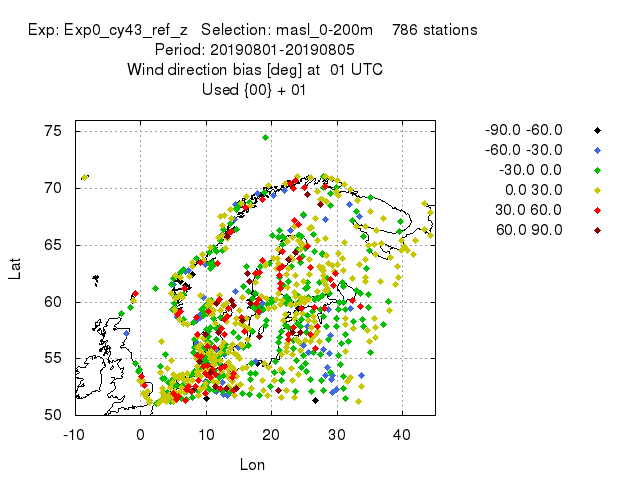 Exp: Exp0_cy43_ref_z Selection: masl_0-200m 786 stations
Period: 20190801-20190805
Wind direction bias [deg] at 01 UTC
Used {00} + 01
75
70
65
60
55
50
-10 0 10 20 30 40
Lat
Lon
-90.0 -60.0
-60.0 -30.0
-30.0 0.0
0.0 30.0
30.0 60.0
60.0 90.0